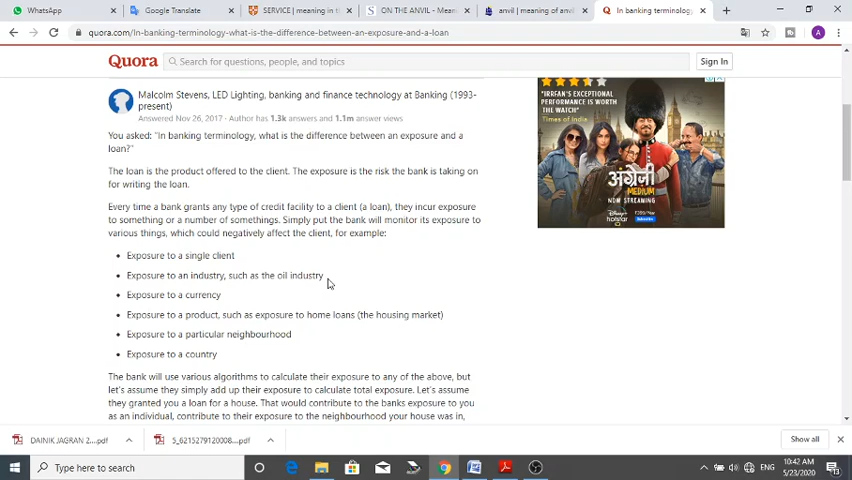 WhatsApp
Google Translate
SERVICE | meaning in t
ON THE ANVIL - Mea
anvil | meaning of anvi
In banking terminology
quora.com/In-banking-terminology-what-is-the-difference-between-an-exposure-and-a-loan
Quora
Search for questions, people, and topics
Sign In
Malcolm Stevens, LED Lighting, banking and finance technology at Banking (1993-
present)
Answered Nov 26, 2017 · Author has 1.3k answers and 1.1m answer views
You asked: "In banking terminology, what is the difference between an exposure and a
loan?"
The loan is the product offered to the client. The exposure is the risk the bank is taking on
for writing the loan.
Every time a bank grants any type of credit facility to a client (a loan), they incur exposure
to something or a number of somethings. Simply put the bank will monitor its exposure to
various things, which could negatively affect the client, for example:
• Exposure to a single client
• Exposure to an industry, such as the oil industry
• Exposure to a currency
• Exposure to a product, such as exposure to home loans (the housing market)
• Exposure to a particular neighbourhood
• Exposure to a country
The bank will use various algorithms to calculate their exposure to any of the above, but
let's assume they simply add up their exposure to calculate total exposure. Let's assume
they granted you a loan for a house. That would contribute to the banks exposure to you
as an individual, contribute to their exposure to the neighbourhood your house was in,
"IRRFAN'S EXCEPTIONAL
PERFORMANCE IS WORTH
THE WATCH"
Times of India
अंग्रेज़ी
MEDIUM
NOW STREAMING
Disney+
hotstar
DAINIK JAGRAN 2....pdf
5_6215279120008....pdf
Show all
Type here to search
ENG
10:42 AM
5/23/2020
13